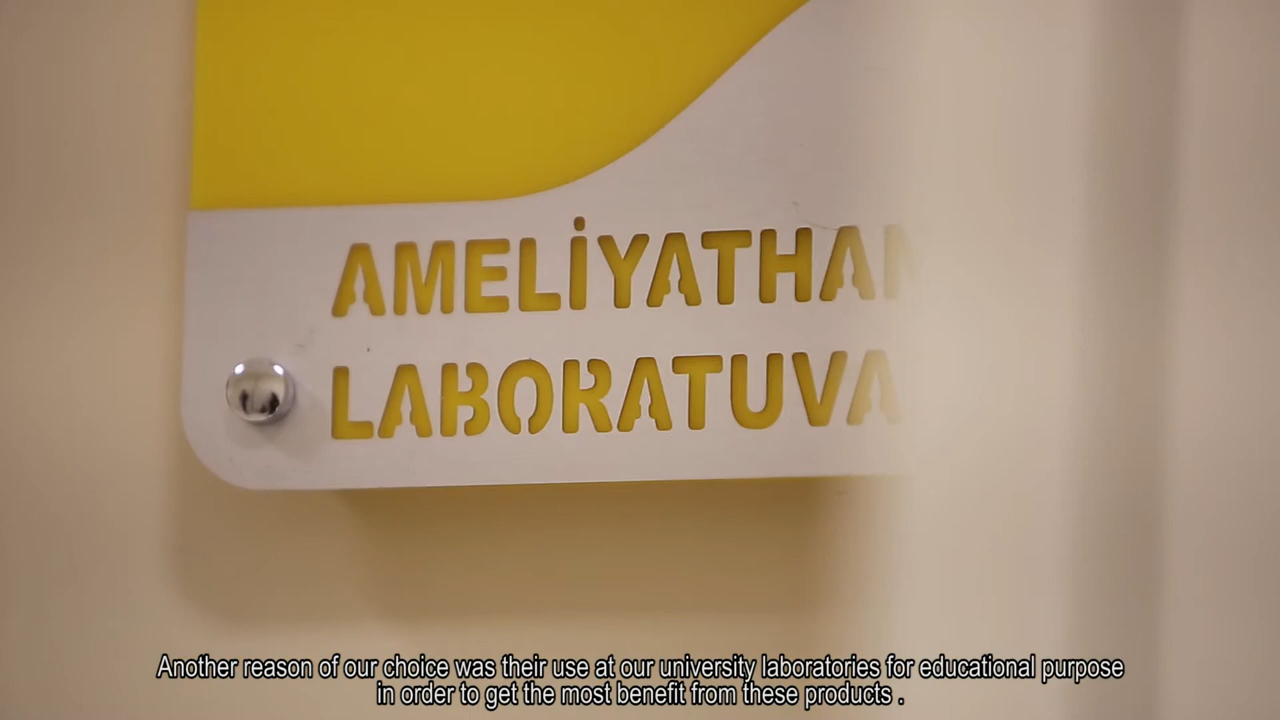 AMELİYATHAN
LABORATUVA
Another reason of our choice was their use at our university laboratories for educational purpose
in order to get the most benefit from these products .